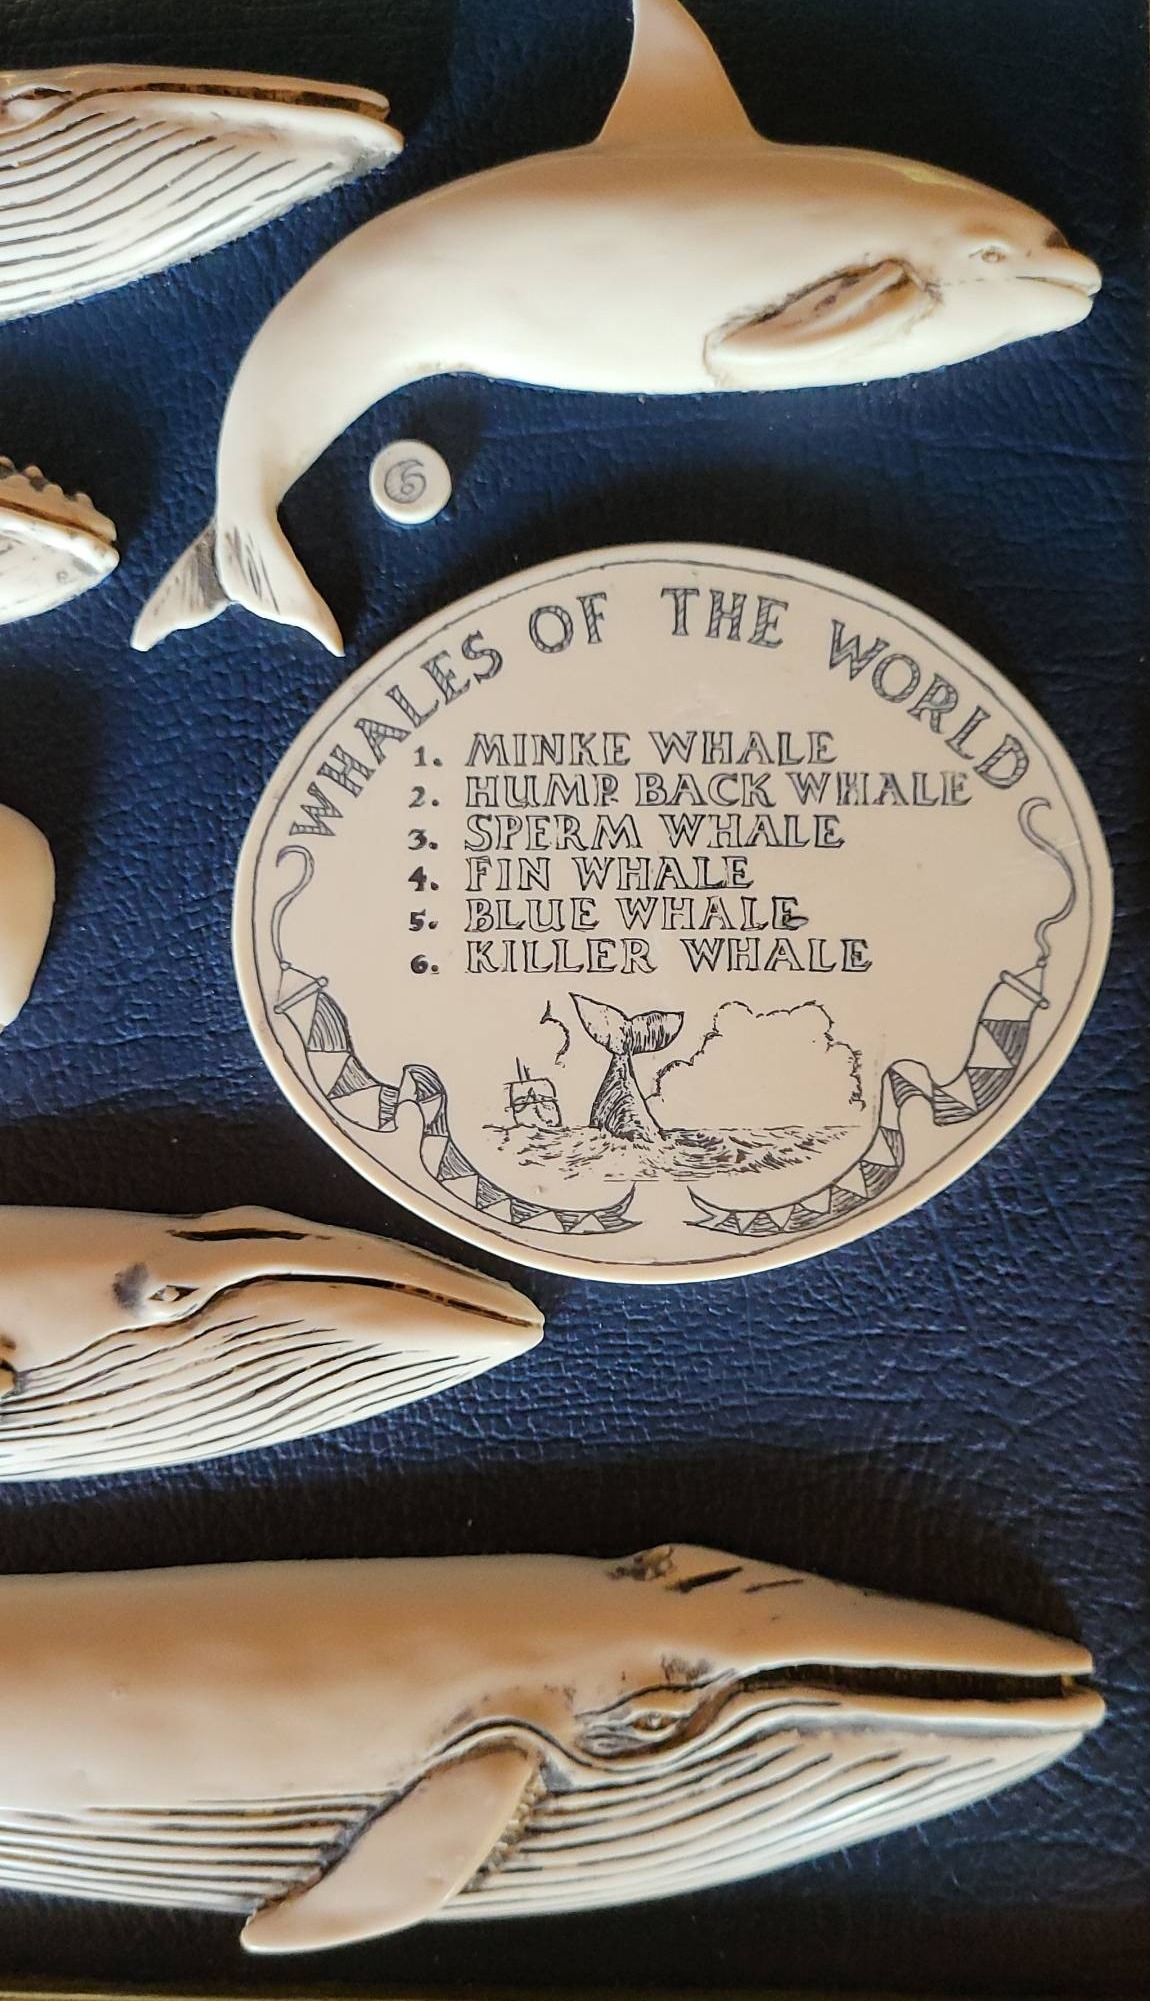 6
WHALES OF THE WORLD
1. MINKE WHALE
2. HUMP BACK WHALE
3. SPERM WHALE
4. FIN WHALE
5. BLUE WHALE
6. KILLER WHALE